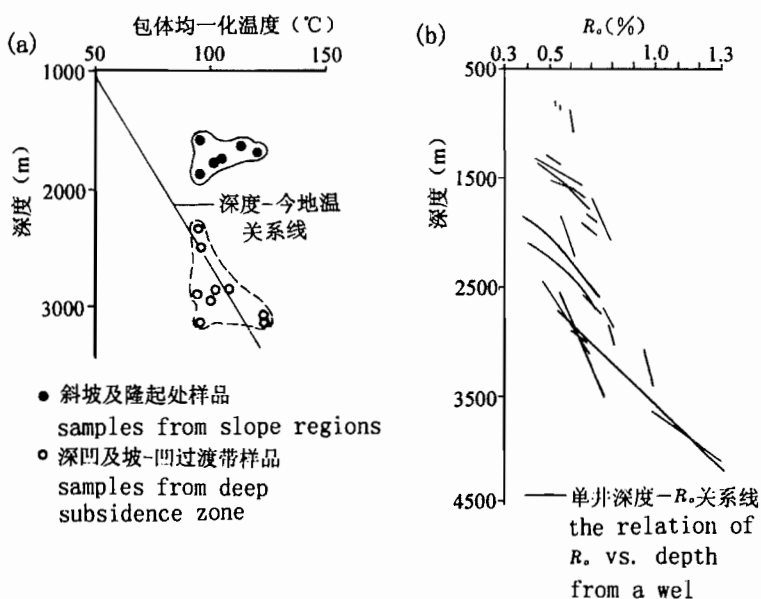 (a)
包体均一化温度(℃)
50 100 150
1000
2000
3000
深度(m)
深度-今地温
关系线
斜坡及隆起处样品
samples from slope regions
深凹及坡-凹过渡带样品
samples from deep
subsidence zone
(b)
R₀(%)
0.3 0.5 1.0 1.3
500
1500
2500
3500
4500
深度(m)
单井深度-R₀关系线
the relation of
R₀ vs. depth
from a wel